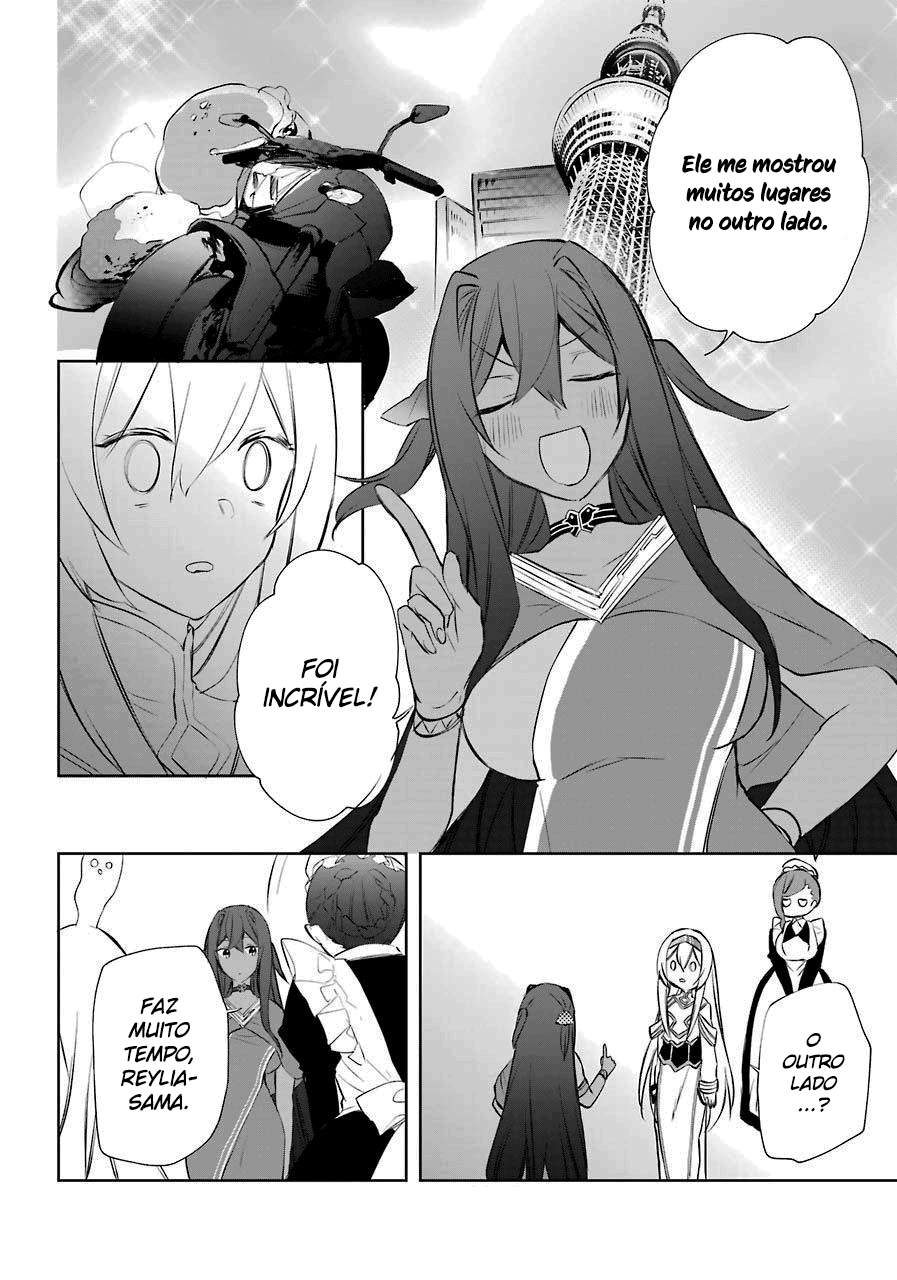 Ele me mostrou
muitos lugares
no outro lado.
FOI
INCRÍVEL!
O
OUTRO
LADO
...?
FAZ
MUITO
TEMPO,
REYLIA-
SAMA.